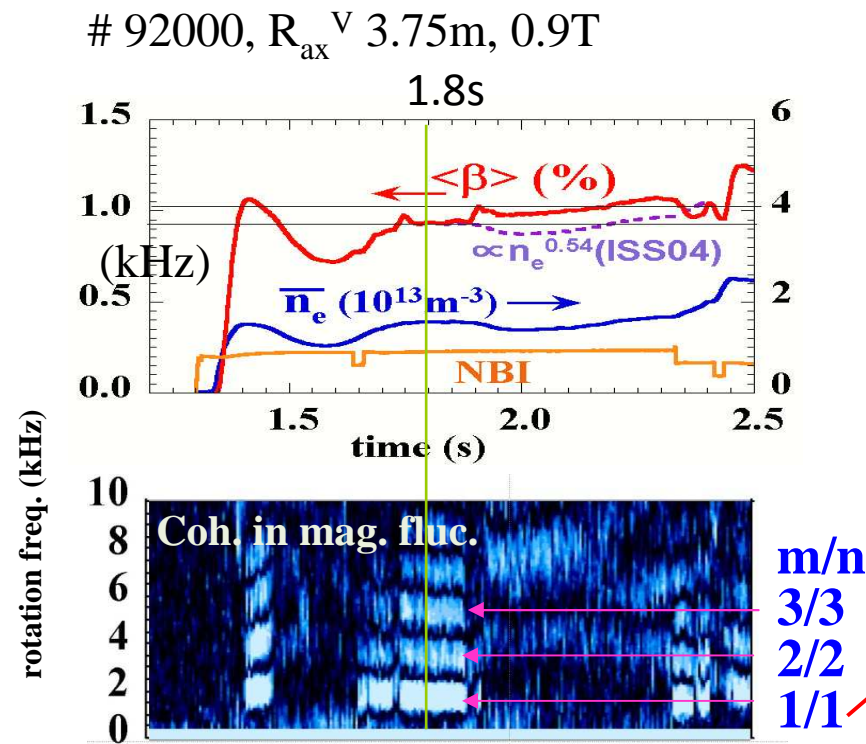 # 92000, R_ax^V 3.75m, 0.9T
1.8s
1.5
6
<β> (%)
1.0
4
(kHz)
∝n_e^0.54(ISS04)
0.5
n̅_e (10^13m^-3)
2
NBI
0.0
0
1.5
2.0
2.5
time (s)
rotation freq. (kHz)
10
Coh. in mag. fluc.
8
m/n
6
3/3
4
2/2
2
1/1
0